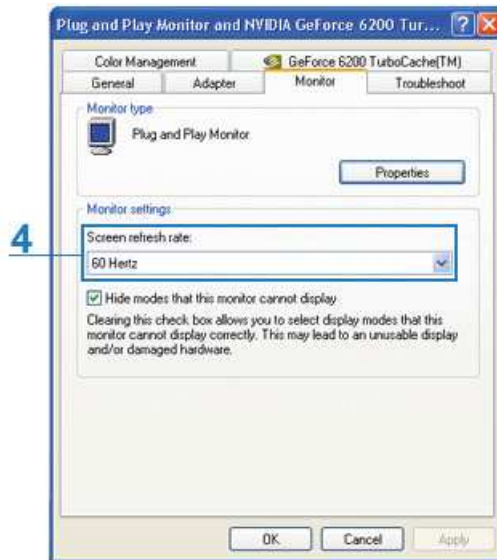 Plug and Play Monitor and NVIDIA GeForce 6200 Tur... ?
Color Management GeForce 6200 TurboCache(TM)
General Adapter Monitor Troubleshoot
Monitor type
Plug and Play Monitor
Properties
Monitor settings
4
Screen refresh rate:
60 Hertz
Hide modes that this monitor cannot display
Clearing this check box allows you to select display modes that this
monitor cannot display correctly. This may lead to an unusable display
and/or damaged hardware.
OK Cancel Apply